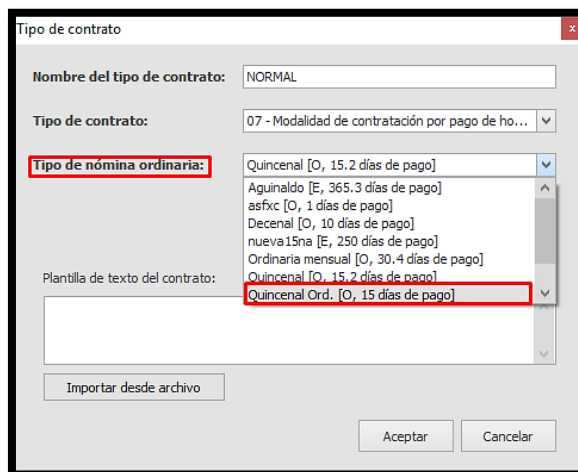 Tipo de contrato
x
Nombre del tipo de contrato: NORMAL
Tipo de contrato: 07 - Modalidad de contratación por pago de ho...
Tipo de nómina ordinaria: Quincenal [O, 15.2 días de pago]
Aguinaldo [E, 365.3 días de pago]
asfxc [O, 1 días de pago]
Decenal [O, 10 días de pago]
nueva15na [E, 250 días de pago]
Ordinaria mensual [O, 30.4 días de pago]
Quincenal [O, 15.2 días de pago]
Quincenal Ord. [O, 15 días de pago]
Plantilla de texto del contrato:
Importar desde archivo
Aceptar Cancelar